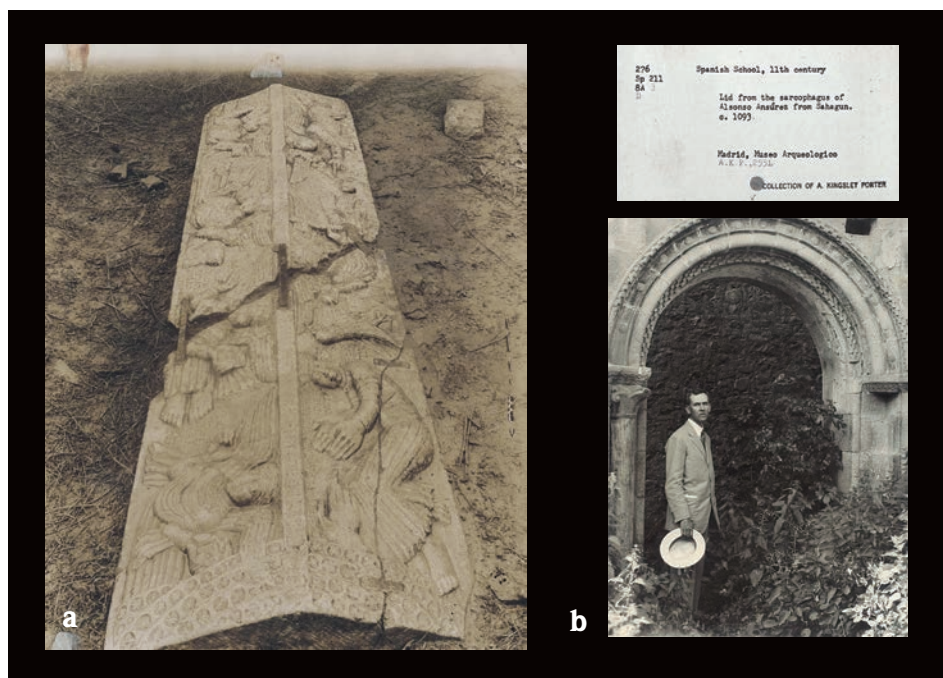 276
Sp 211
8A
Spanish School, 11th century
Lid from the sarcophagus of
Alsonso Ansúrez from Sahagun.
c. 1093
Madrid, Museo Arqueologico
COLLECTION OF A. KINGSLEY PORTER
a
b